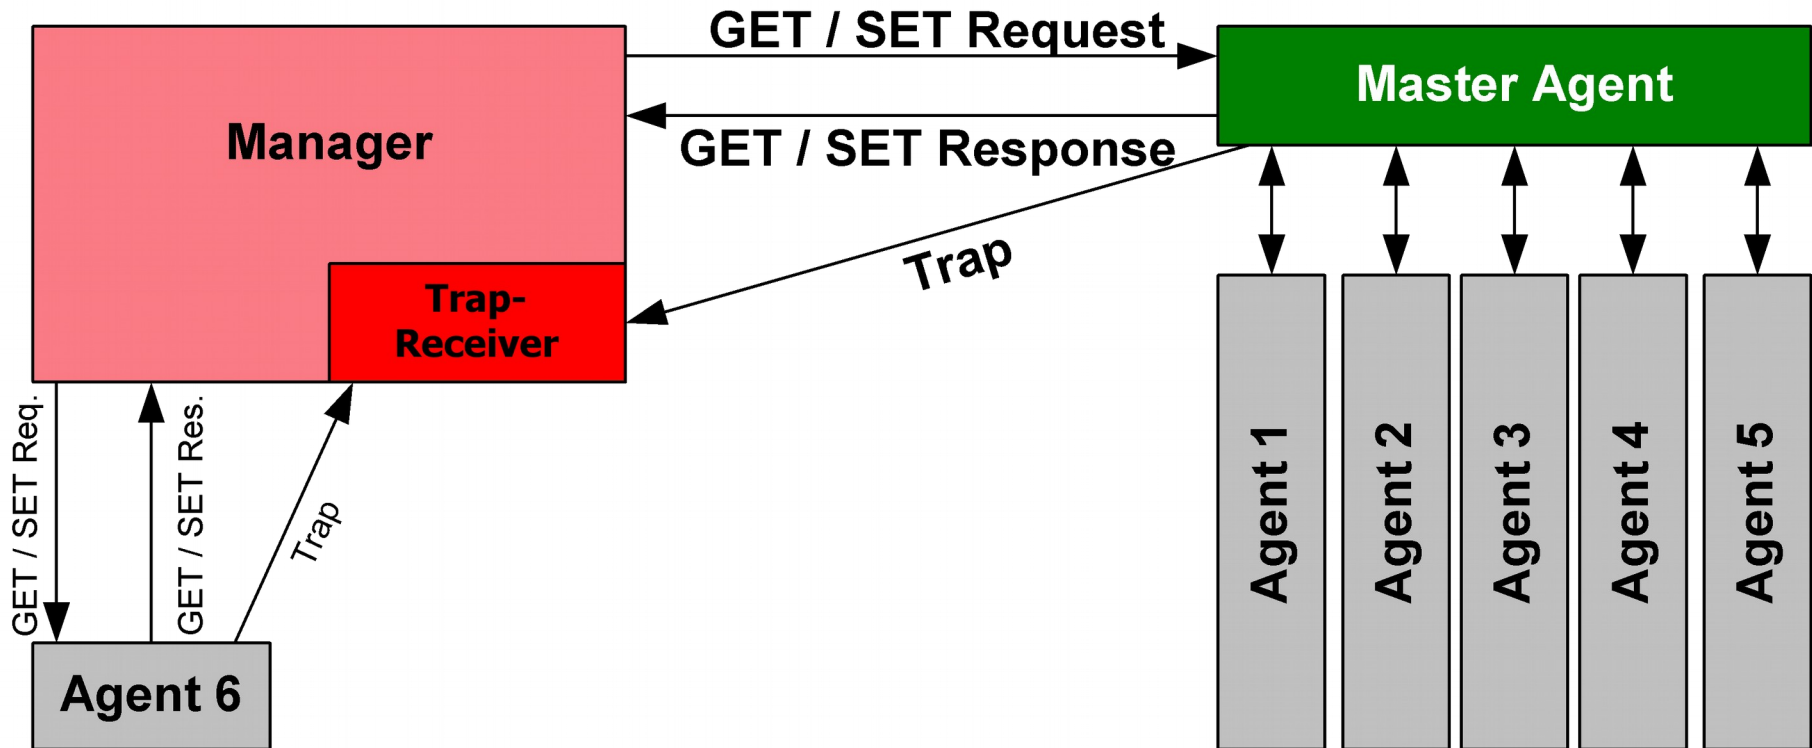 GET / SET Request
Master Agent
Manager
GET / SET Response
Trap
Trap-
Receiver
GET / SET Req.
GET / SET Res.
Trap
Agent 1
Agent 2
Agent 3
Agent 4
Agent 5
Agent 6